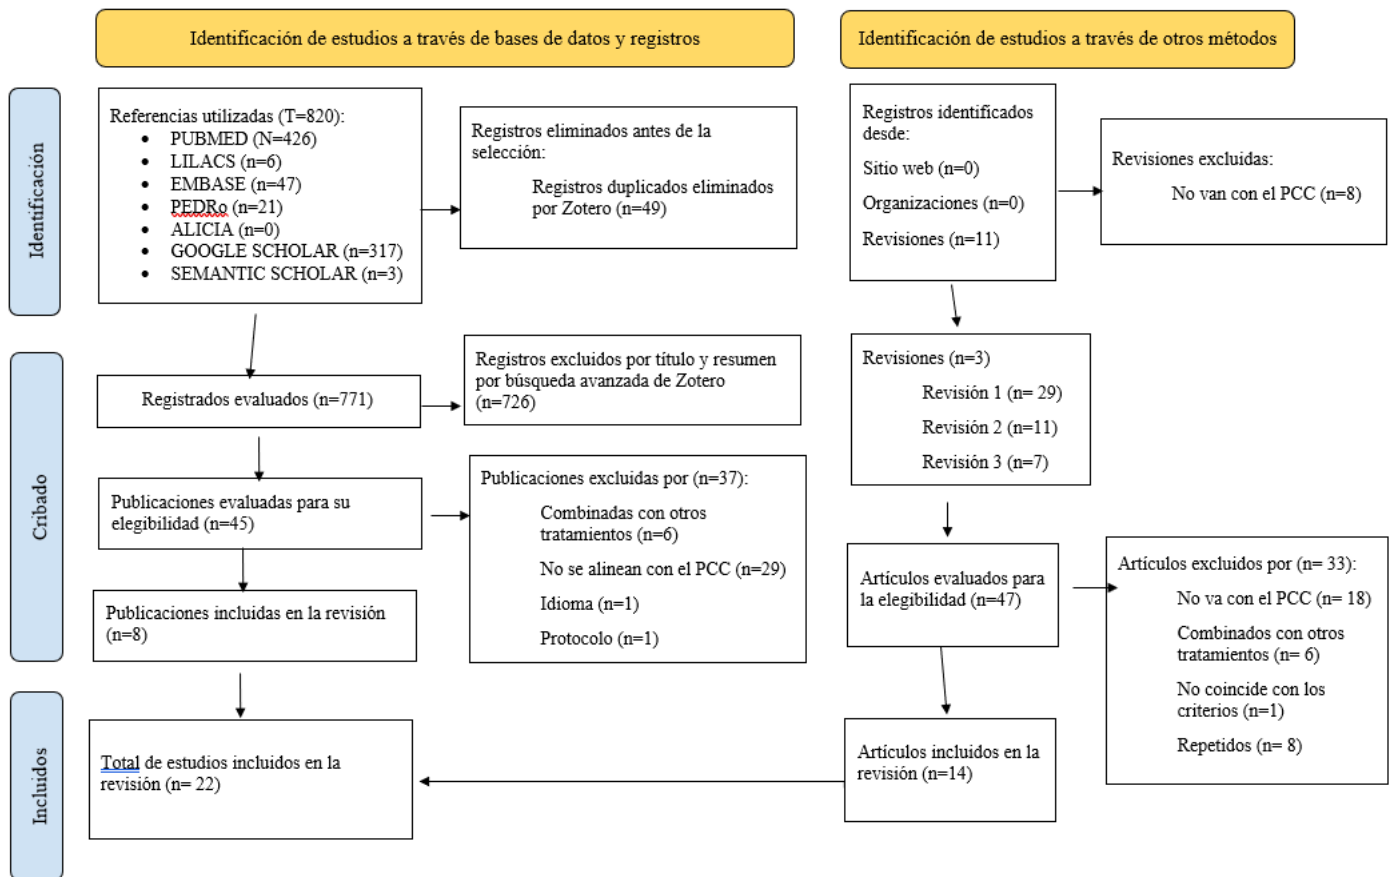 Identificación de estudios a través de bases de datos y registros
Identificación de estudios a través de otros métodos
Identificación
Referencias utilizadas (T=820):
• PUBMED (N=426)
• LILACS (n=6)
• EMBASE (n=47)
• PEDRo (n=21)
• ALICIA (n=0)
• GOOGLE SCHOLAR (n=317)
• SEMANTIC SCHOLAR (n=3)
Registros eliminados antes de la
selección:
Registros duplicados eliminados
por Zotero (n=49)
Registros identificados
desde:
Sitio web (n=0)
Organizaciones (n=0)
Revisiones (n=11)
Revisiones excluidas:
No van con el PCC (n=8)
Cribado
Registrados evaluados (n=771)
Registros excluidos por título y resumen
por búsqueda avanzada de Zotero
(n=726)
Publicaciones evaluadas para su
elegibilidad (n=45)
Publicaciones excluidas por (n=37):
Combinadas con otros
tratamientos (n=6)
No se alinean con el PCC (n=29)
Idioma (n=1)
Protocolo (n=1)
Publicaciones incluidas en la revisión
(n=8)
Revisiones (n=3)
Revisión 1 (n= 29)
Revisión 2 (n=11)
Revisión 3 (n=7)
Artículos evaluados para
la elegibilidad (n=47)
Artículos excluidos por (n= 33):
No va con el PCC (n= 18)
Combinados con otros
tratamientos (n= 6)
No coincide con los
criterios (n=1)
Repetidos (n= 8)
Incluidos
Total de estudios incluidos en la
revisión (n= 22)
Artículos incluidos en la
revisión (n=14)